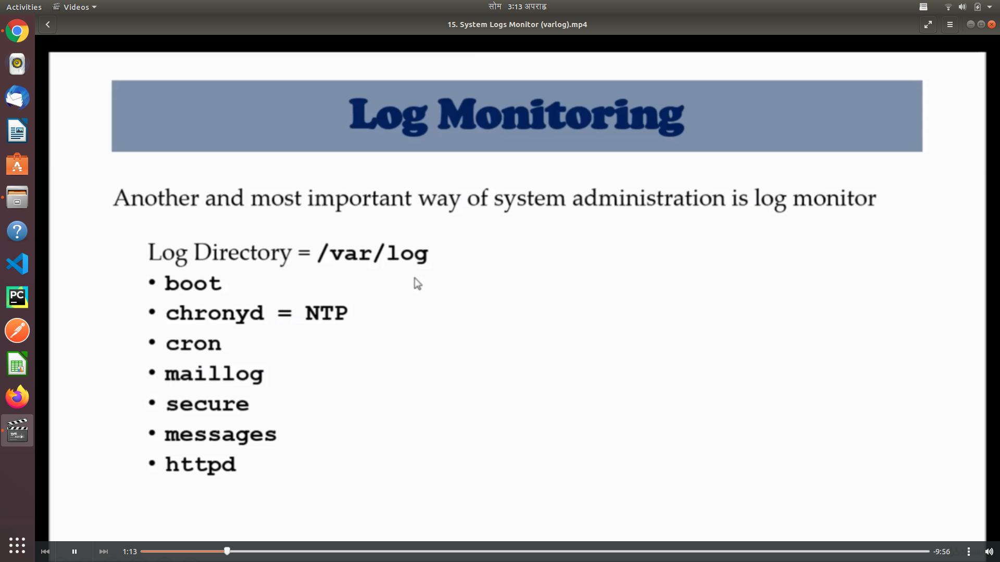 Activities Videos सोम 3:13 अपराह्न
15. System Logs Monitor (varlog).mp4
Log Monitoring
Another and most important way of system administration is log monitor
Log Directory = /var/log
• boot
• chronyd = NTP
• cron
• maillog
• secure
• messages
• httpd
PC
1:13 -9:56